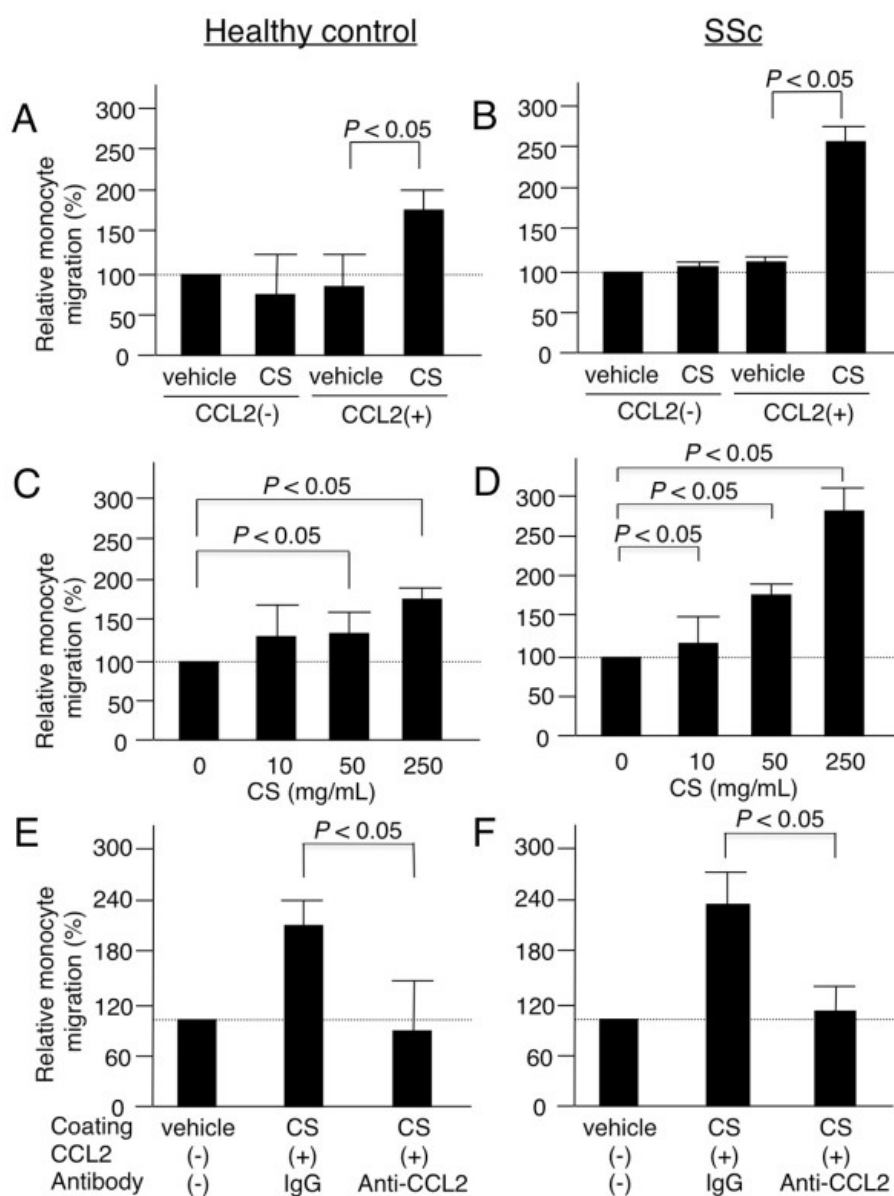 Healthy control
SSc
A
Relative monocyte
migration (%)
300
250
200
150
100
50
0
P < 0.05
vehicle CS vehicle CS
CCL2(-) CCL2(+)
B
300
250
200
150
100
50
0
P < 0.05
vehicle CS vehicle CS
CCL2(-) CCL2(+)
C
Relative monocyte
migration (%)
300
250
200
150
100
50
0
P < 0.05
P < 0.05
0 10 50 250
CS (mg/mL)
D
300
250
200
150
100
50
0
P < 0.05
P < 0.05
P < 0.05
0 10 50 250
CS (mg/mL)
E
Relative monocyte
migration (%)
300
240
180
120
60
0
P < 0.05
Coating vehicle CS CS
CCL2 (-) (+) (+)
Antibody (-) IgG Anti-CCL2
F
300
240
180
120
60
0
P < 0.05
vehicle CS CS
(-) (+) (+)
(-) IgG Anti-CCL2